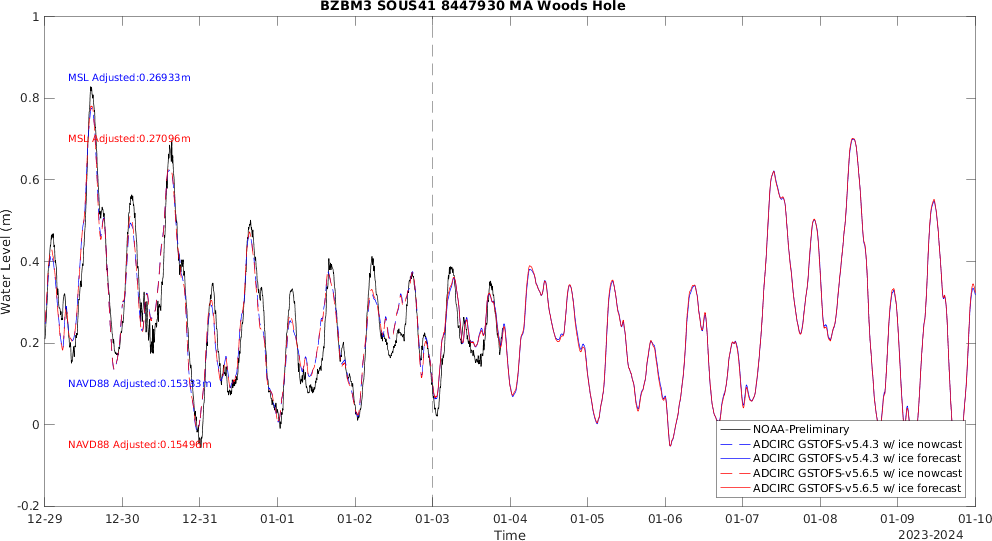 BZBM3 SOUS41 8447930 MA Woods Hole
Water Level (m)
1
0.8
0.6
0.4
0.2
0
-0.2
MSL Adjusted:0.26933m
MSL Adjusted:0.27096m
NAVD88 Adjusted:0.15333m
NAVD88 Adjusted:0.15496m
NOAA-Preliminary
ADCIRC GSTOFS-v5.4.3 w/ ice nowcast
ADCIRC GSTOFS-v5.4.3 w/ ice forecast
ADCIRC GSTOFS-v5.6.5 w/ ice nowcast
ADCIRC GSTOFS-v5.6.5 w/ ice forecast
12-29 12-30 12-31 01-01 01-02 01-03 01-04 01-05 01-06 01-07 01-08 01-09 01-10
Time
2023-2024